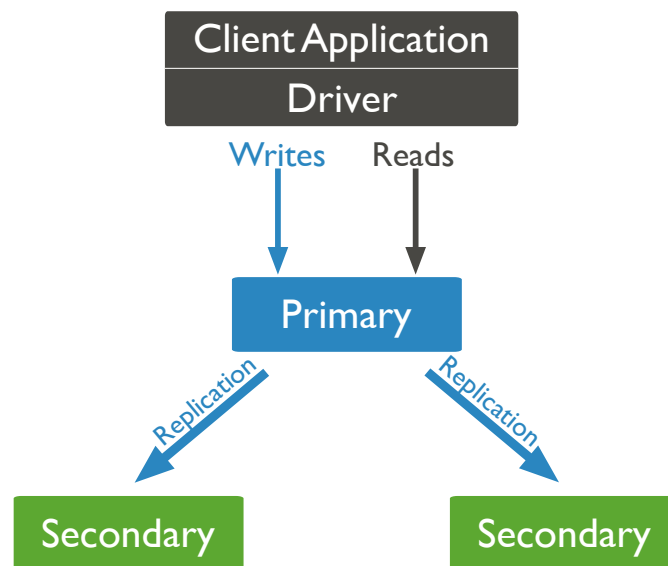 Client Application
Driver
Writes
Reads
Primary
Replication
Replication
Secondary
Secondary